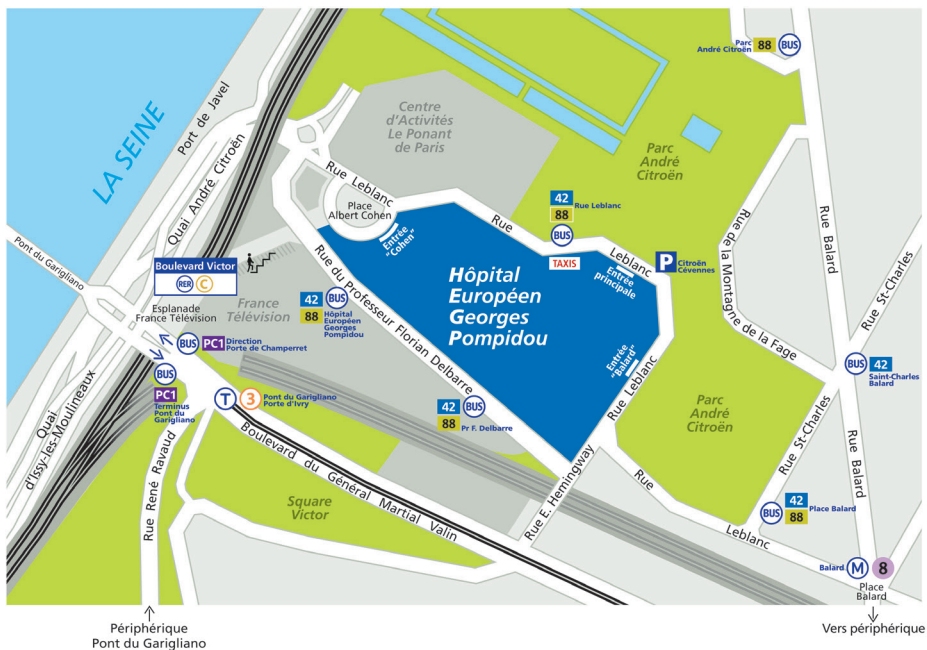 LA SEINE
Port de Javel
Quai André Citroën
Pont du Garigliano
Centre
d'Activités
Le Ponant
de Paris
Parc
André Citroën
88
BUS
Parc
André
Citroën
Rue Leblanc
Place
Albert Cohen
Entrée
"Cohen"
Rue
42
88
Rue Leblanc
BUS
TAXIS
Leblanc
Entrée
principale
P
Citroën
Cévennes
Rue de la Montagne de la Fage
Rue Balard
Rue St-Charles
Boulevard Victor
RER
C
Esplanade
France Télévision
France
Télévision
Rue du Professeur Florian Delbarre
42
88
BUS
Hôpital
Européen
Georges
Pompidou
Hôpital
Européen
Georges
Pompidou
Entrée
"Balard"
Rue Leblanc
BUS
42
Saint-Charles
Balard
BUS
PC1
Direction
Porte de Champerret
BUS
PC1
Terminus
Pont du
Garigliano
T
3
Pont du Garigliano
Porte d'Ivry
42
88
BUS
Pr F. Delbarre
Parc
André
Citroën
Rue St-Charles
Rue Balard
Quai
d'Issy-les-Moulineaux
Rue René Ravaud
Boulevard du Général Martial Valin
Square
Victor
Rue E. Hemingway
Rue
Leblanc
BUS
42
88
Place Balard
Balard
M
8
Place
Balard
Périphérique
Pont du Garigliano
Vers périphérique